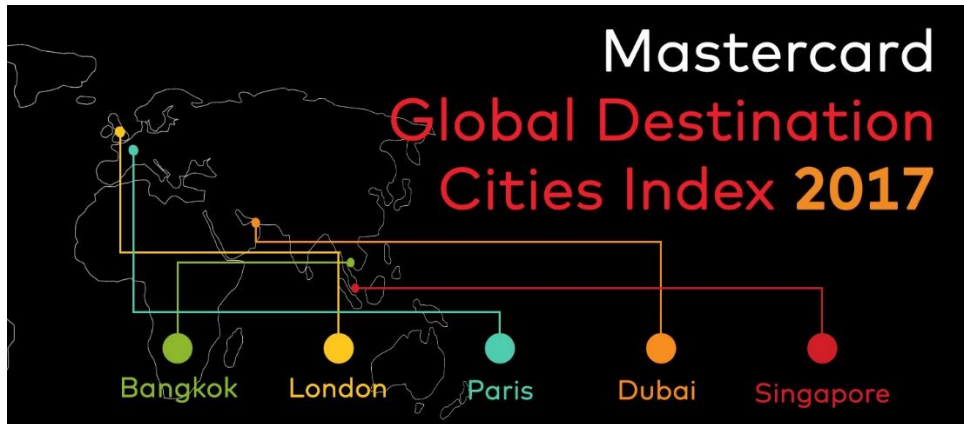 Mastercard
Global Destination
Cities Index 2017
Bangkok London Paris Dubai Singapore